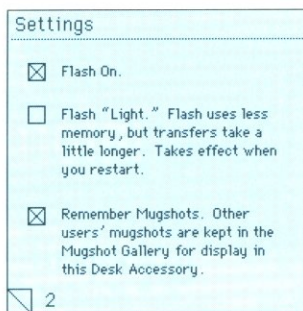 Settings
Flash On.
Flash “Light.” Flash uses less
memory, but transfers take a
little longer. Takes effect when
you restart.
Remember Mugshots. Other
users’ mugshots are kept in the
Mugshot Gallery for display in
this Desk Accessory.
2